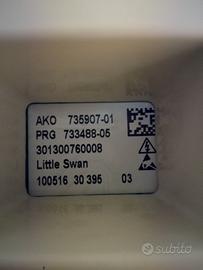 AKO 735907-01
PRG 733488-05
301300760008
Little Swan
100516 30 395 03
subito